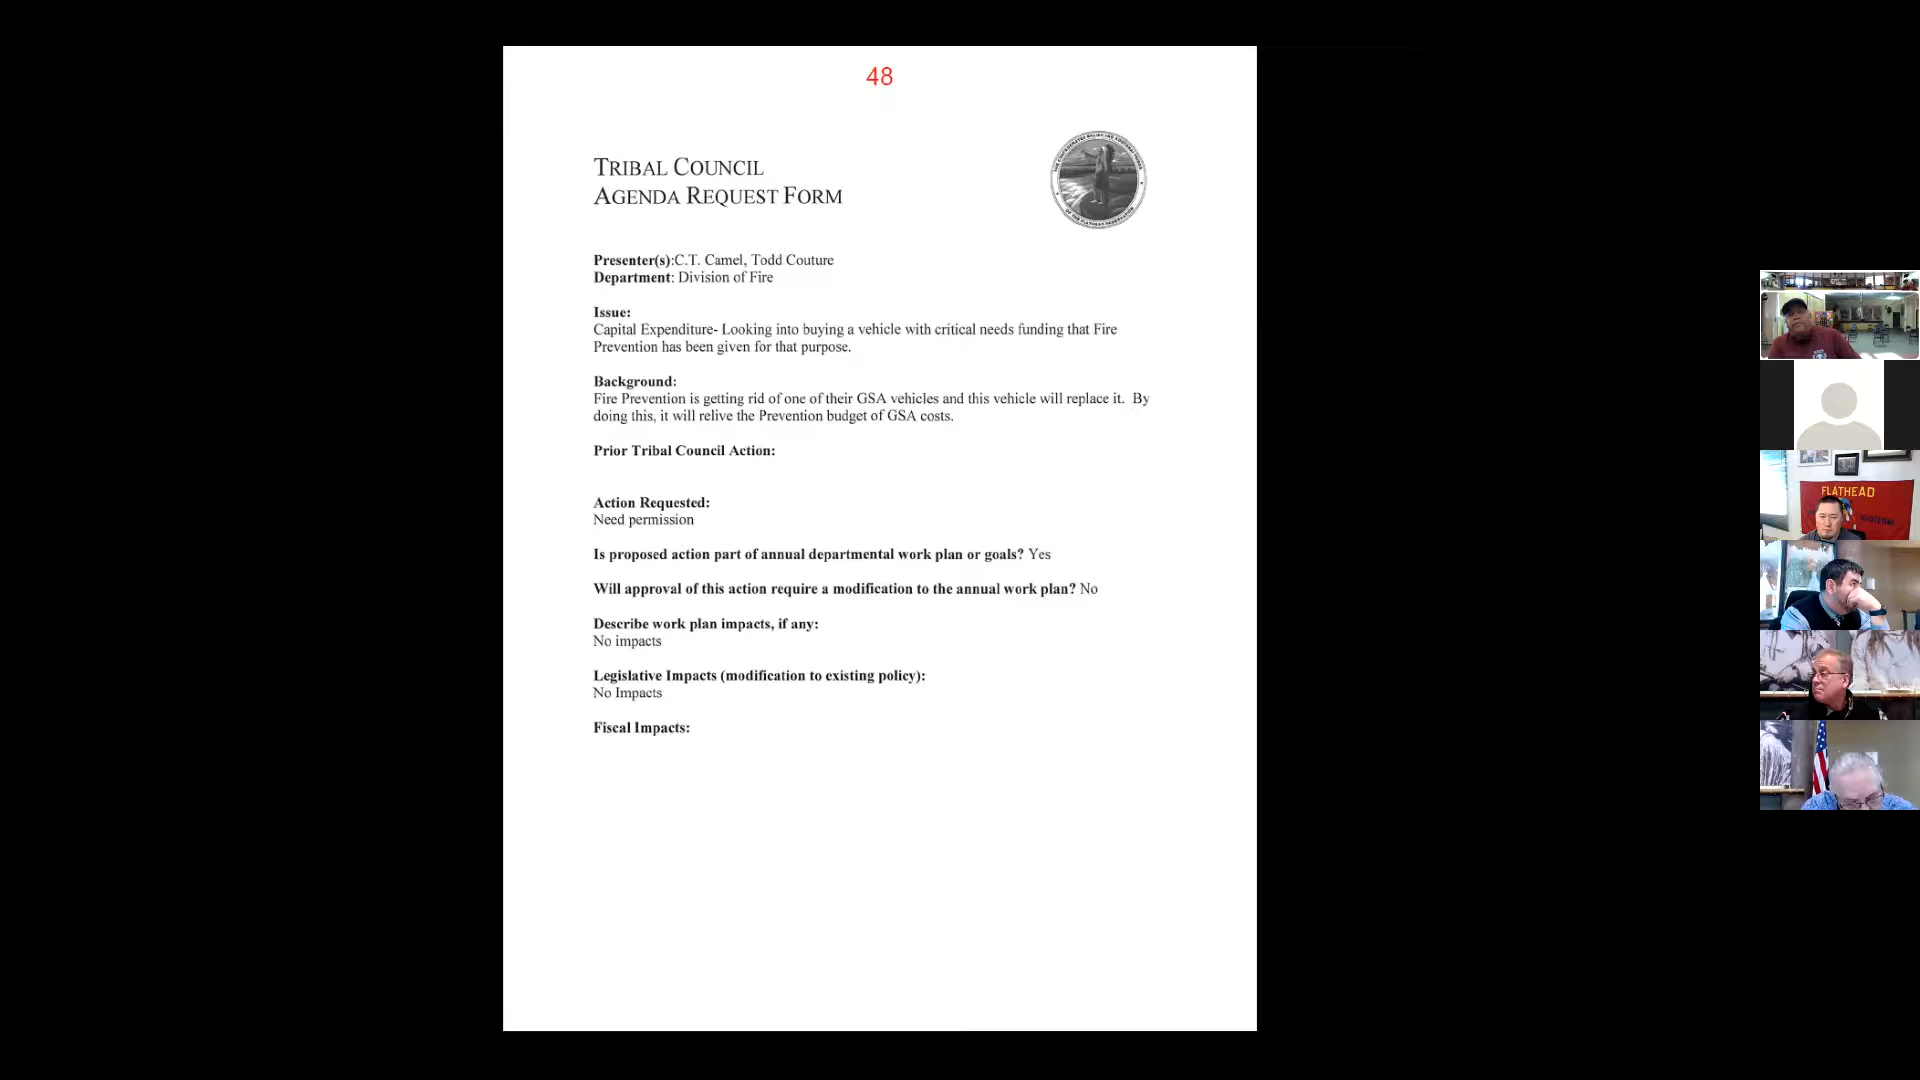 48
TRIBAL COUNCIL
AGENDA REQUEST FORM
Presenter(s):C.T. Camel, Todd Couture
Department: Division of Fire
Issue:
Capital Expenditure- Looking into buying a vehicle with critical needs funding that Fire
Prevention has been given for that purpose.
Background:
Fire Prevention is getting rid of one of their GSA vehicles and this vehicle will replace it. By
doing this, it will relive the Prevention budget of GSA costs.
Prior Tribal Council Action:
Action Requested:
Need permission
Is proposed action part of annual departmental work plan or goals? Yes
Will approval of this action require a modification to the annual work plan? No
Describe work plan impacts, if any:
No impacts
Legislative Impacts (modification to existing policy):
No Impacts
Fiscal Impacts:
FLATHEAD